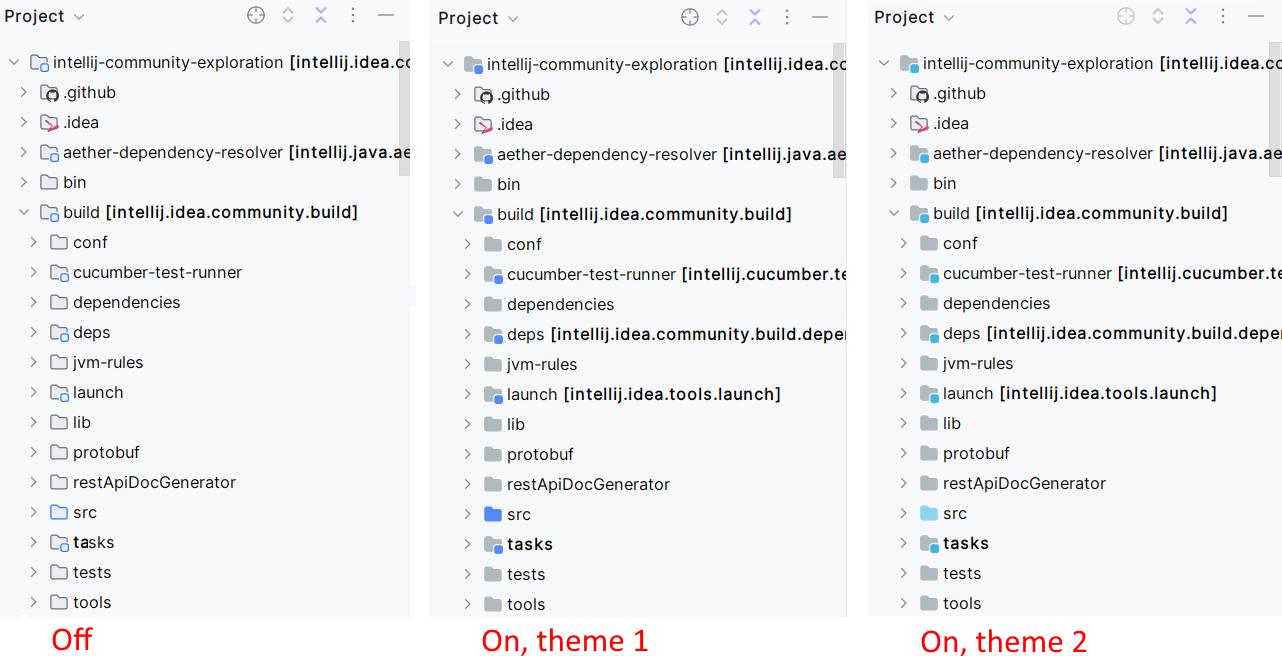 Project
intellij-community-exploration [intellij.idea.co
.github
.idea
aether-dependency-resolver [intellij.java.ae
bin
build [intellij.idea.community.build]
conf
cucumber-test-runner
dependencies
deps
jvm-rules
launch
lib
protobuf
restApiDocGenerator
src
tasks
tests
tools
Off
Project
intellij-community-exploration [intellij.idea.co
.github
.idea
aether-dependency-resolver [intellij.java.ae
bin
build [intellij.idea.community.build]
conf
cucumber-test-runner [intellij.cucumber.te
dependencies
deps [intellij.idea.community.build.deper
jvm-rules
launch [intellij.idea.tools.launch]
lib
protobuf
restApiDocGenerator
src
tasks
tests
tools
On, theme 1
Project
intellij-community-exploration [intellij.idea.co
.github
.idea
aether-dependency-resolver [intellij.java.ae
bin
build [intellij.idea.community.build]
conf
cucumber-test-runner [intellij.cucumber.te
dependencies
deps [intellij.idea.community.build.deper
jvm-rules
launch [intellij.idea.tools.launch]
lib
protobuf
restApiDocGenerator
src
tasks
tests
tools
On, theme 2